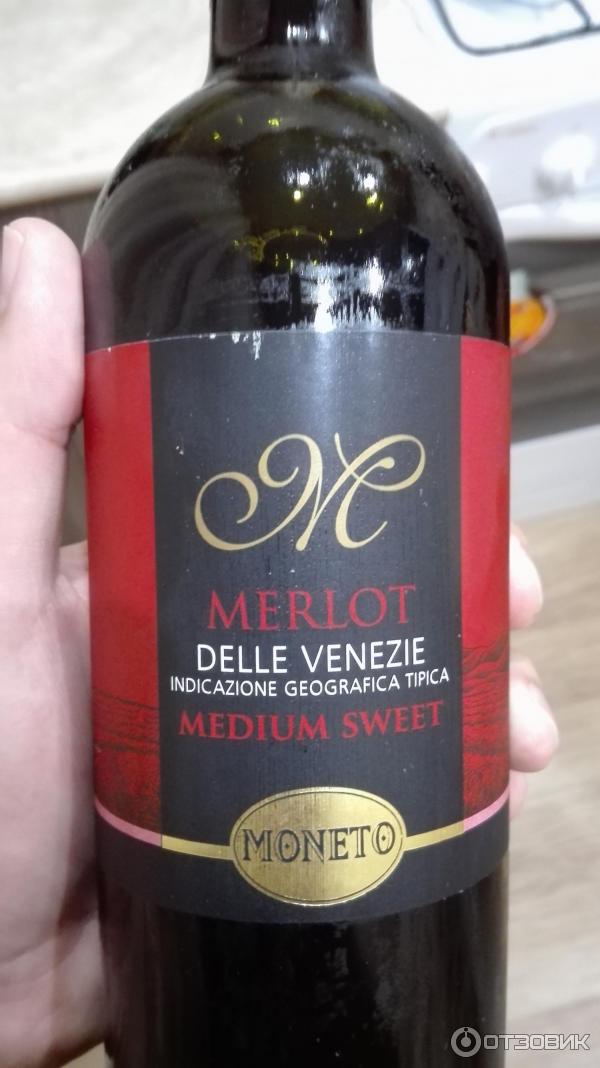 M
MERLOT
DELLE VENEZIE
INDICAZIONE GEOGRAFICA TIPICA
MEDIUM SWEET
MONETO
ОТЗОВИК